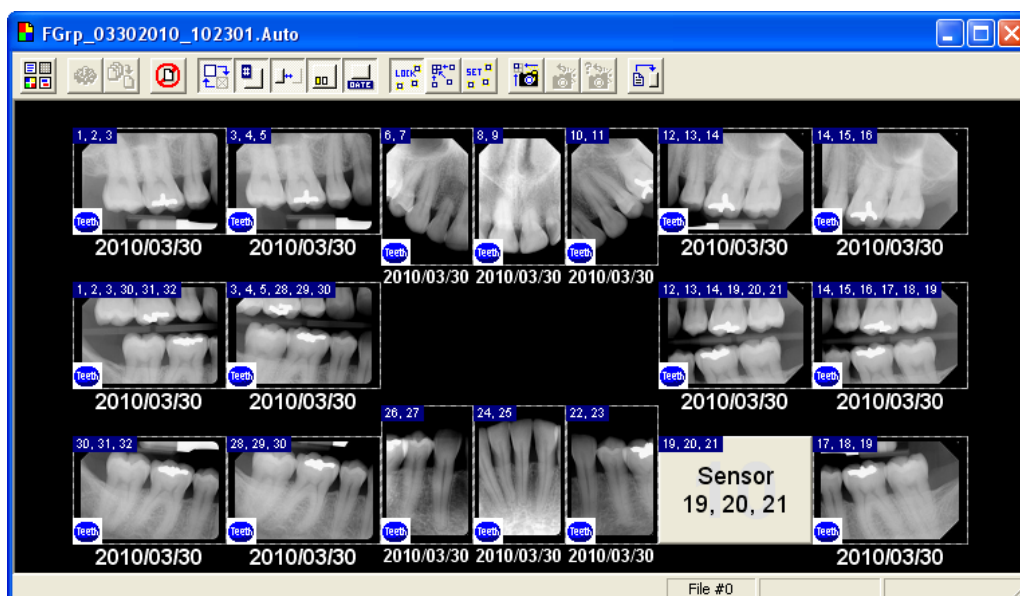 FGrp_03302010_102301.Auto
LOCK SET DATE
1, 2, 3
3, 4, 5
6, 7
8, 9
10, 11
12, 13, 14
14, 15, 16
Teeth Teeth Teeth Teeth Teeth Teeth Teeth
2010/03/30 2010/03/30 2010/03/30 2010/03/30 2010/03/30 2010/03/30 2010/03/30
1, 2, 3, 30, 31, 32
3, 4, 5, 28, 29, 30
12, 13, 14, 19, 20, 21
14, 15, 16, 17, 18, 19
Teeth Teeth Teeth Teeth
2010/03/30 2010/03/30 2010/03/30 2010/03/30
26, 27
24, 25
22, 23
30, 31, 32
28, 29, 30
19, 20, 21
17, 18, 19
Sensor
19, 20, 21
Teeth Teeth Teeth Teeth Teeth Teeth
2010/03/30 2010/03/30 2010/03/30 2010/03/30 2010/03/30 2010/03/30
File #0